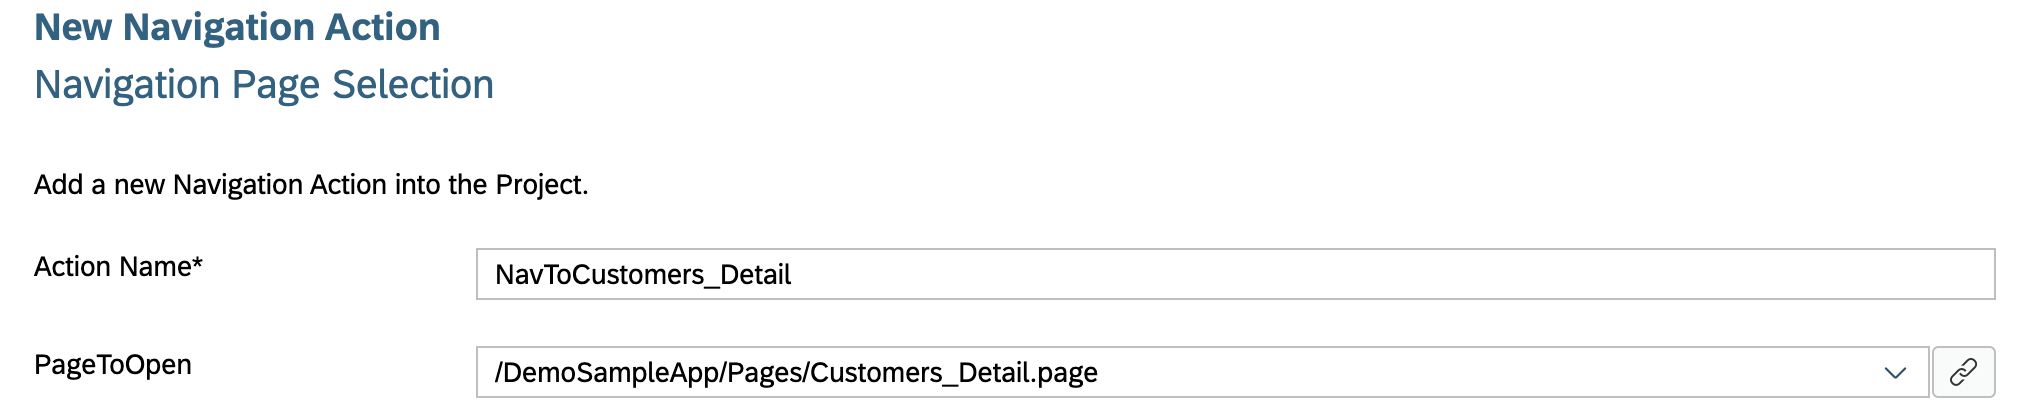 New Navigation Action
Navigation Page Selection
Add a new Navigation Action into the Project.
Action Name*
NavToCustomers_Detail
PageToOpen
/DemoSampleApp/Pages/Customers_Detail.page